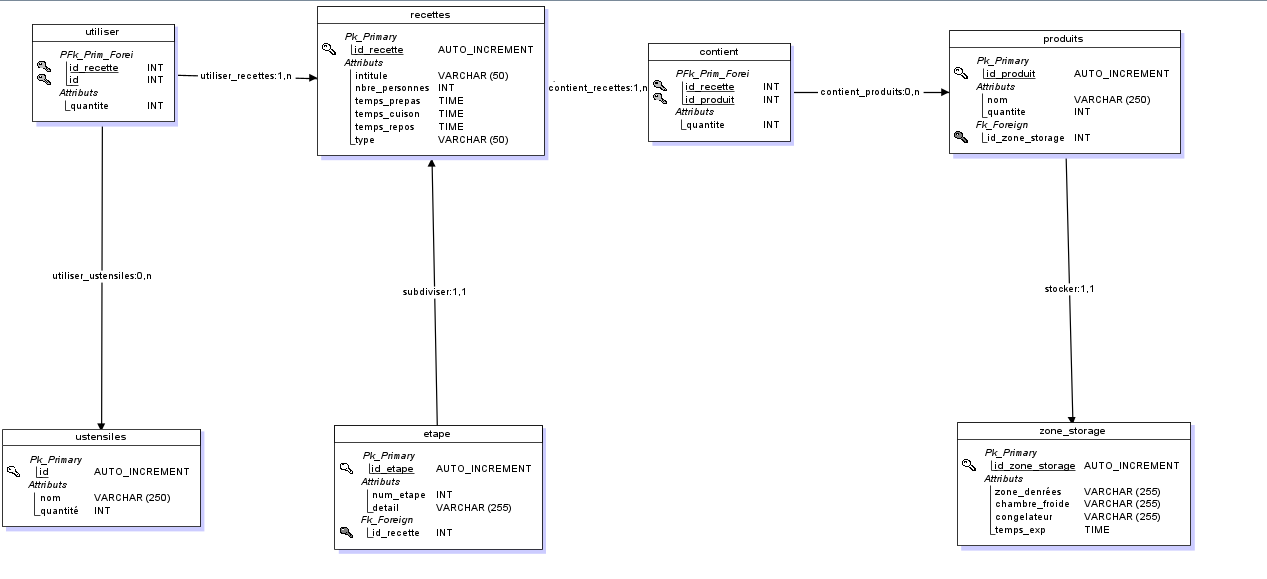 utiliser
PFk_Prim_Forei
id_recette INT
id INT
Attributs
quantite INT
utiliser_recettes:1,n
recettes
Pk_Primary
id_recette AUTO_INCREMENT
Attributs
intitule VARCHAR (50)
nbre_personnes INT
temps_prepas TIME
temps_cuison TIME
temps_repos TIME
type VARCHAR (50)
contient_recettes:1,n
contient
PFk_Prim_Forei
id_recette INT
id_produit INT
Attributs
quantite INT
contient_produits:0,n
produits
Pk_Primary
id_produit AUTO_INCREMENT
Attributs
nom VARCHAR (250)
quantite INT
Fk_Foreign
id_zone_storage INT
utiliser_ustensiles:0,n
subdiviser:1,1
stocker:1,1
ustensiles
Pk_Primary
id AUTO_INCREMENT
Attributs
nom VARCHAR (250)
quantité INT
etape
Pk_Primary
id_etape AUTO_INCREMENT
Attributs
num_etape INT
detail VARCHAR (255)
Fk_Foreign
id_recette INT
zone_storage
Pk_Primary
id_zone_storage AUTO_INCREMENT
Attributs
zone_denrées VARCHAR (255)
chambre_froide VARCHAR (255)
congelateur VARCHAR (255)
temps_exp TIME